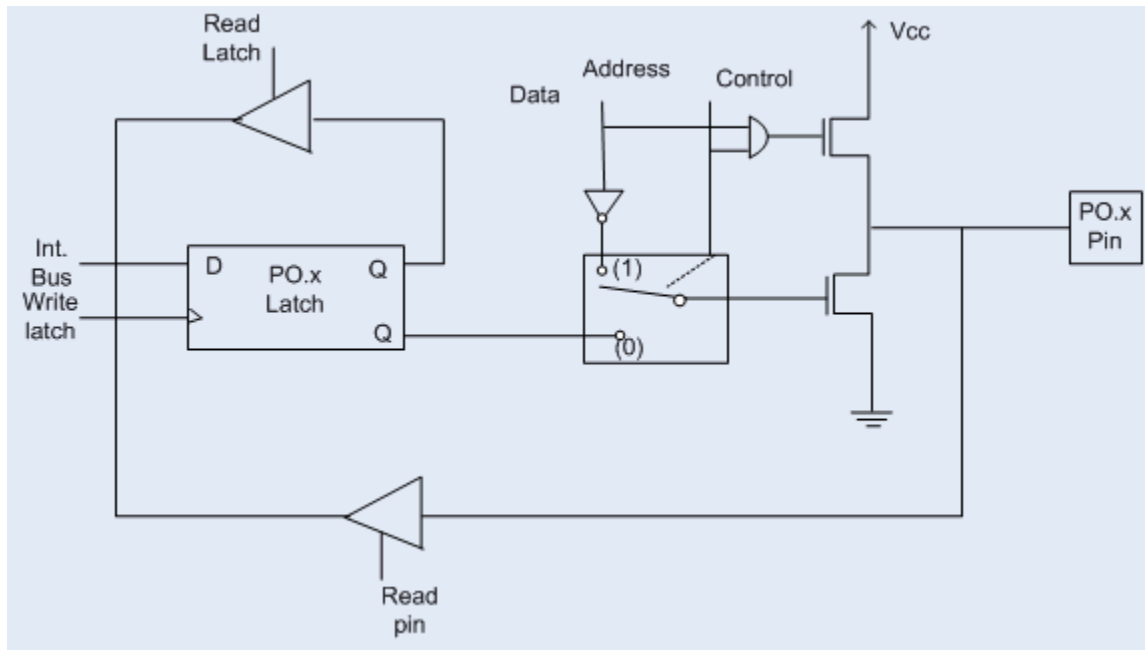 Read
Latch
Vcc
Address
Data
Control
PO.x
Pin
Int.
Bus
Write
latch
D
PO.x
Latch
Q
Q
(1)
(0)
Read
pin